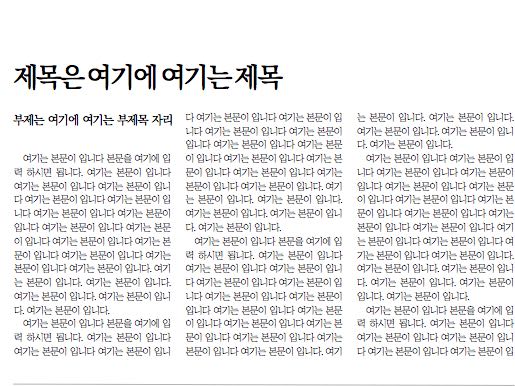 제목은 여기에 여기는 제목
부제는 여기에 여기는 부제목 자리
여기는 본문이 입니다 본문을 여기에 입
력 하시면 됩니다. 여기는 본문이 입니다
여기는 본문이 입니다 여기는 본문이 입니
다 여기는 본문이 입니다 여기는 본문이 입
니다 여기는 본문이 입니다 여기는 본문이
입니다 여기는 본문이 입니다 여기는 본문
이 입니다 여기는 본문이 입니다 여기는 본
문이 입니다 여기는 본문이 입니다 여기는
본문이 입니다 여기는 본문이 입니다. 여기
는 본문이 입니다. 여기는 본문이 입니다.
여기는 본문이 입니다. 여기는 본문이 입니
다. 여기는 본문이 입니다.
여기는 본문이 입니다 본문을 여기에 입
력 하시면 됩니다. 여기는 본문이 입니다
여기는 본문이 입니다 여기는 본문이 입니
다 여기는 본문이 입니다 여기는 본문이 입
니다 여기는 본문이 입니다 여기는 본문이
입니다 여기는 본문이 입니다 여기는 본문
이 입니다 여기는 본문이 입니다 여기는 본
문이 입니다 여기는 본문이 입니다 여기는
본문이 입니다 여기는 본문이 입니다. 여기
는 본문이 입니다. 여기는 본문이 입니다.
여기는 본문이 입니다. 여기는 본문이 입니
다. 여기는 본문이 입니다.
여기는 본문이 입니다 본문을 여기에 입
력 하시면 됩니다. 여기는 본문이 입니다
여기는 본문이 입니다 여기는 본문이 입니
다 여기는 본문이 입니다 여기는 본문이 입
니다 여기는 본문이 입니다 여기는 본문이
입니다 여기는 본문이 입니다 여기는 본문
이 입니다 여기는 본문이 입니다 여기는 본
문이 입니다 여기는 본문이 입니다 여기는
본문이 입니다 여기는 본문이 입니다. 여기
는 본문이 입니다. 여기는 본문이 입니다.
여기는 본문이 입니다. 여기는 본문이 입니
다. 여기는 본문이 입니다.
여기는 본문이 입니다 여기는 본문이 입
니다 여기는 본문이 입니다 여기는 본문이
입니다 여기는 본문이 입니다 여기는 본문
이 입니다 여기는 본문이 입니다 여기는 본
문이 입니다 여기는 본문이 입니다 여기
는 본문이 입니다 여기는 본문이 입니다 여
기는 본문이 입니다 여기는 본문이 입니다.
여기는 본문이 입니다. 여기는 본문이 입니
다. 여기는 본문이 입니다. 여기는 본문이
입니다. 여기는 본문이 입니다.
여기는 본문이 입니다 본문을 여기에 입
력 하시면 됩니다. 여기는 본문이 입니다
여기는 본문이 입니다 여기는 본문이 입니
다 여기는 본문이 입니다 여기는 본문이 입